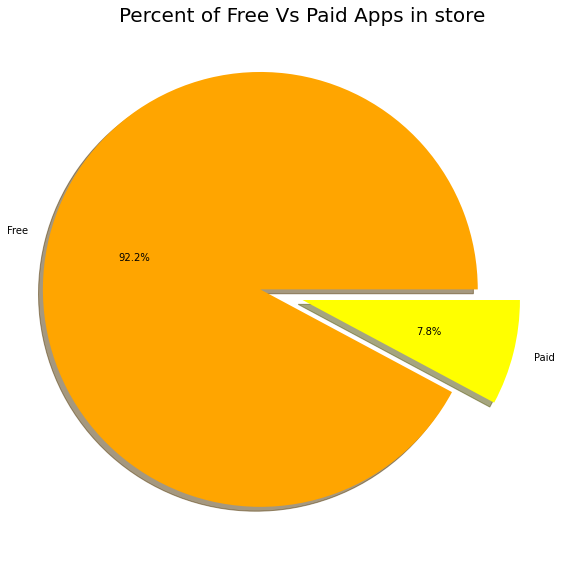 Percent of Free Vs Paid Apps in store
Free
92.2%
7.8%
Paid